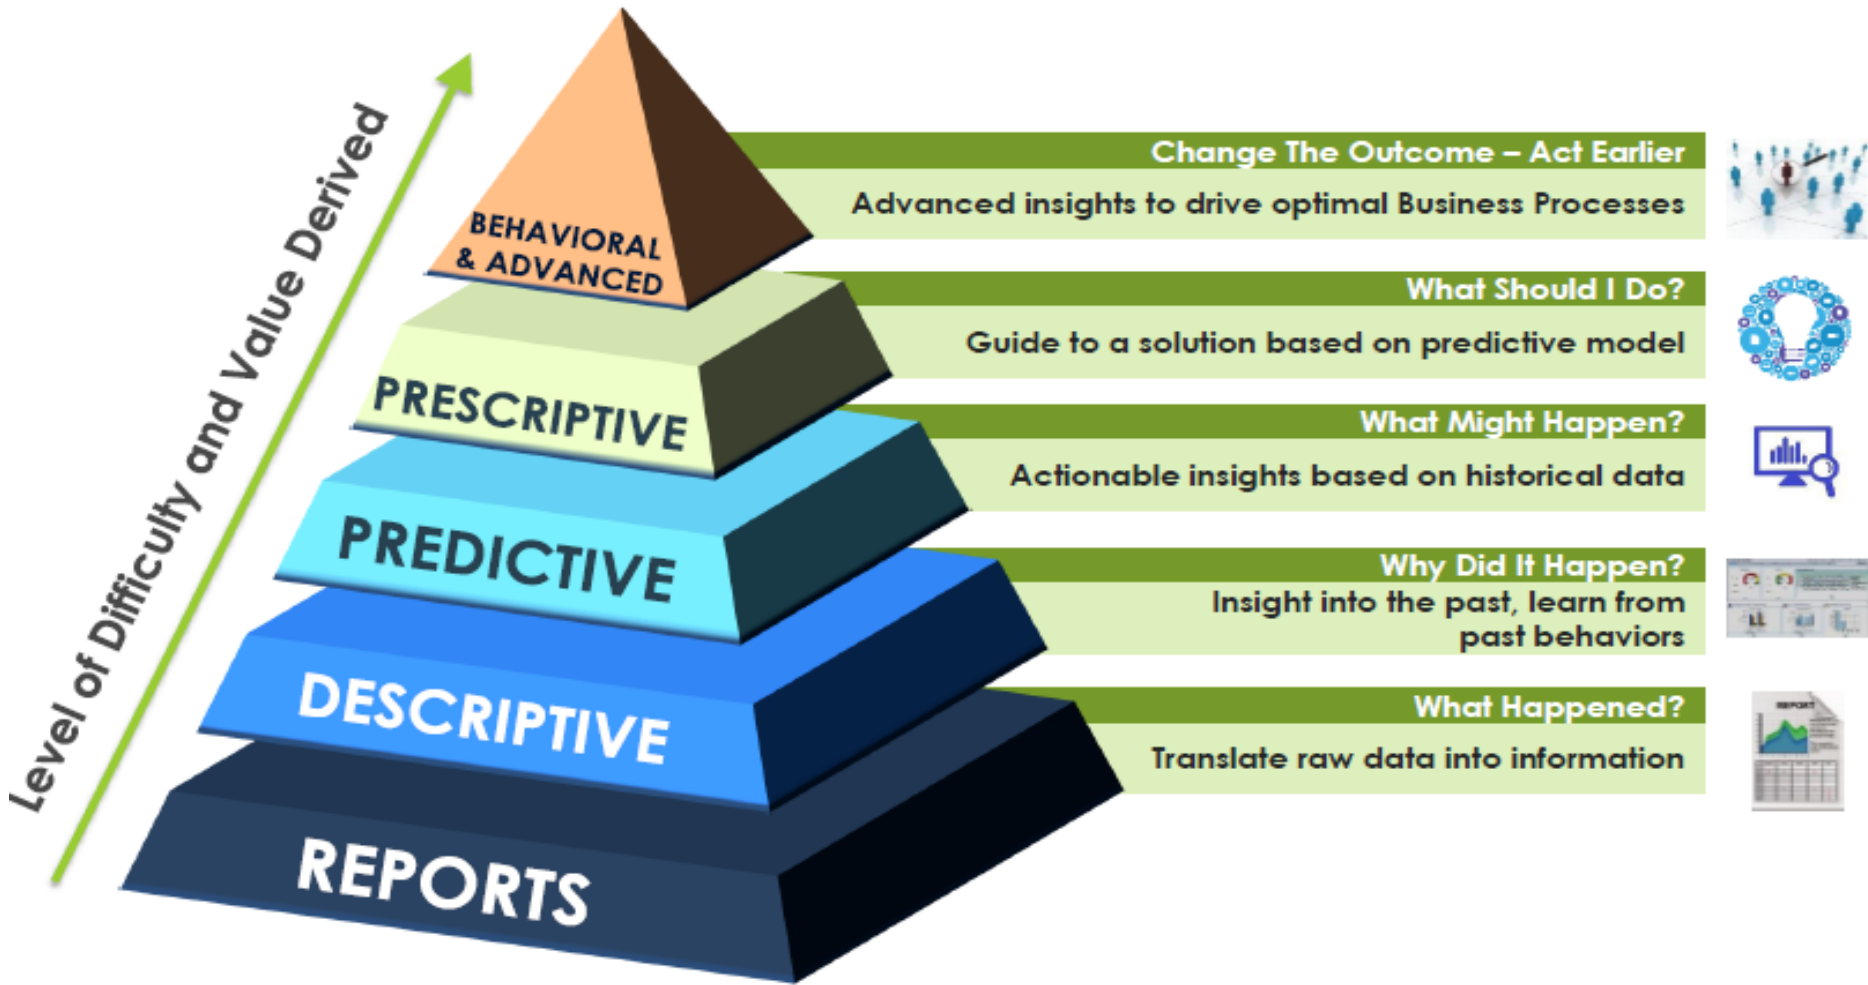 Level of Difficulty and Value Derived
BEHAVIORAL
& ADVANCED
Change The Outcome – Act Earlier
Advanced insights to drive optimal Business Processes
PRESCRIPTIVE
What Should I Do?
Guide to a solution based on predictive model
PREDICTIVE
What Might Happen?
Actionable insights based on historical data
DESCRIPTIVE
Why Did It Happen?
Insight into the past, learn from
past behaviors
REPORTS
What Happened?
Translate raw data into information
REPORT